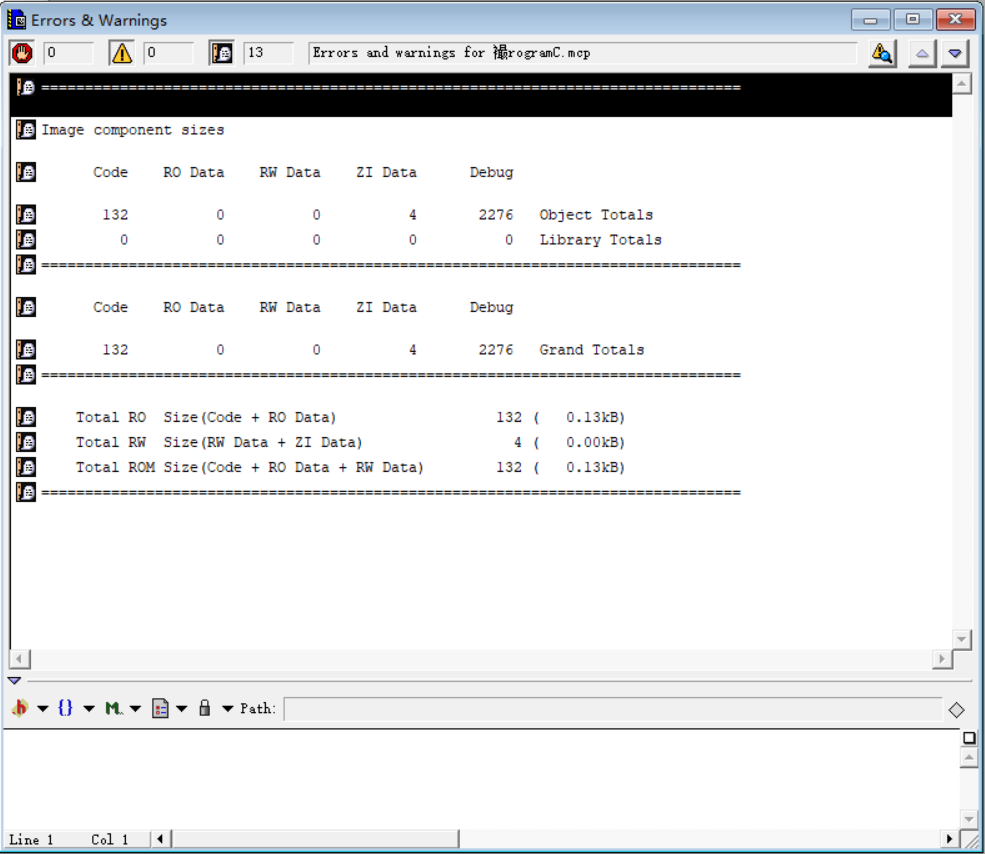 Errors & Warnings
0 0 13 Errors and warnings for 襊rogramC.mcp
==============================================================================
Image component sizes
Code RO Data RW Data ZI Data Debug
132 0 0 4 2276 Object Totals
0 0 0 0 0 Library Totals
==============================================================================
Code RO Data RW Data ZI Data Debug
132 0 0 4 2276 Grand Totals
==============================================================================
Total RO Size(Code + RO Data) 132 ( 0.13kB)
Total RW Size(RW Data + ZI Data) 4 ( 0.00kB)
Total ROM Size(Code + RO Data + RW Data) 132 ( 0.13kB)
==============================================================================
h {} M. Path:
Line 1 Col 1